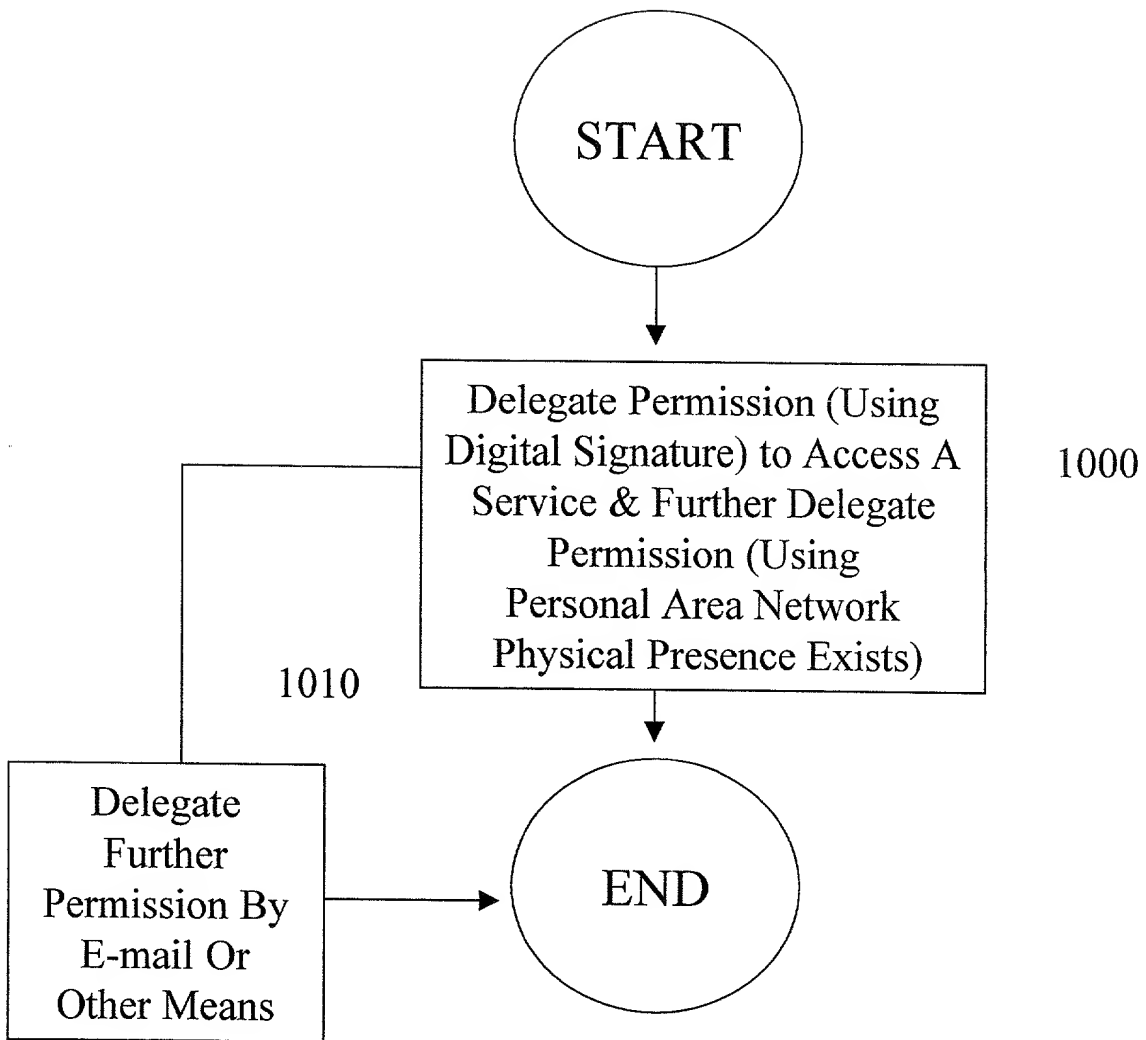 START
Delegate Permission (Using
Digital Signature) to Access A
Service & Further Delegate
Permission (Using
Personal Area Network
Physical Presence Exists)
1000
1010
Delegate
Further
Permission By
E-mail Or
Other Means
END